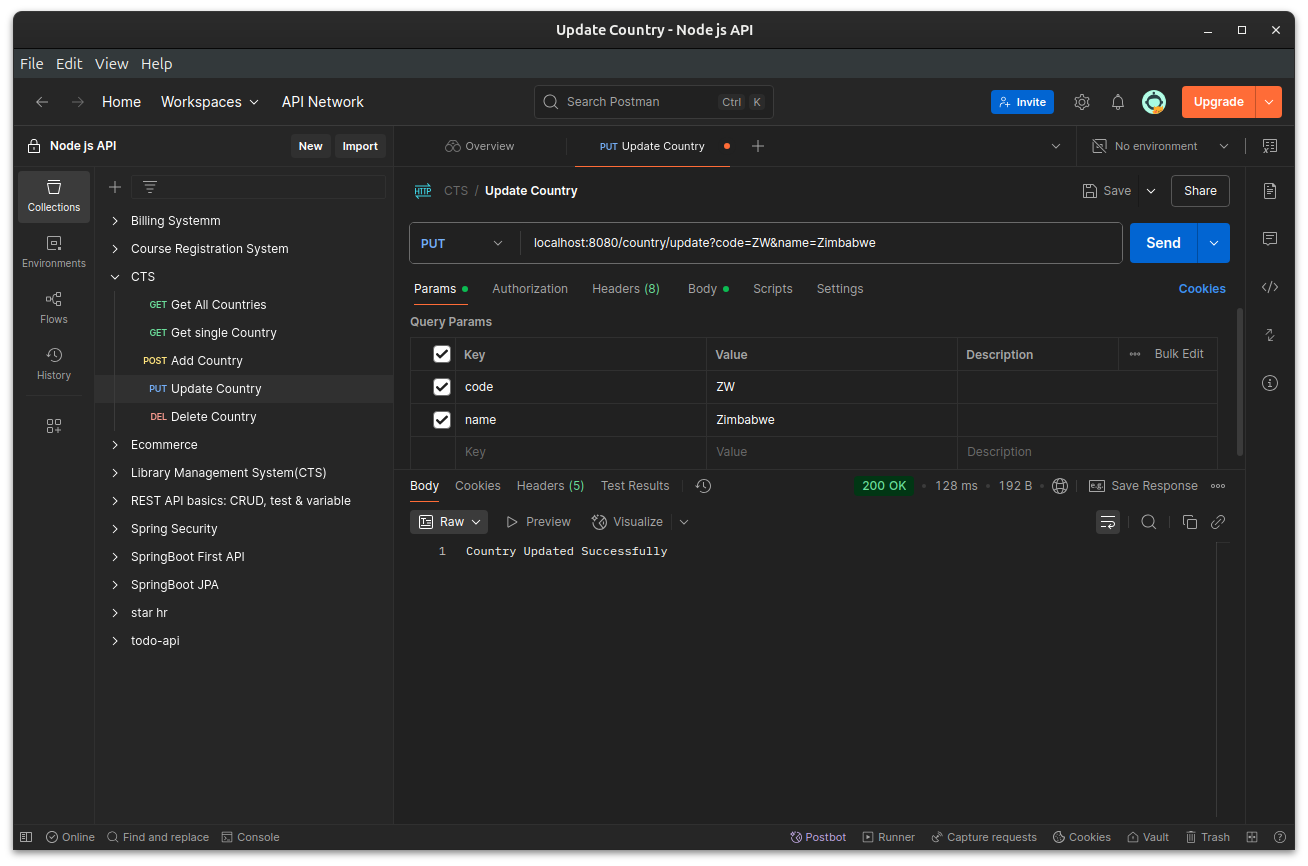 Update Country - Node js API
File Edit View Help
Home Workspaces API Network Search Postman Ctrl K Invite Upgrade
Node js API New Import
Overview PUT Update Country No environment
Collections
Environments
Flows
History
Billing Systemm
Course Registration System
CTS
GET Get All Countries
GET Get single Country
POST Add Country
PUT Update Country
DEL Delete Country
Ecommerce
Library Management System(CTS)
REST API basics: CRUD, test & variable
Spring Security
SpringBoot First API
SpringBoot JPA
star hr
todo-api
HTTP CTS / Update Country Save Share
PUT localhost:8080/country/update?code=ZW&name=Zimbabwe Send
Params Authorization Headers (8) Body Scripts Settings Cookies
Query Params
Key Value Description Bulk Edit
code ZW
name Zimbabwe
Key Value Description
Body Cookies Headers (5) Test Results 200 OK 128 ms 192 B e.g. Save Response
Raw Preview Visualize
1 Country Updated Successfully
Online Find and replace Console Postbot Runner Capture requests Cookies Vault Trash